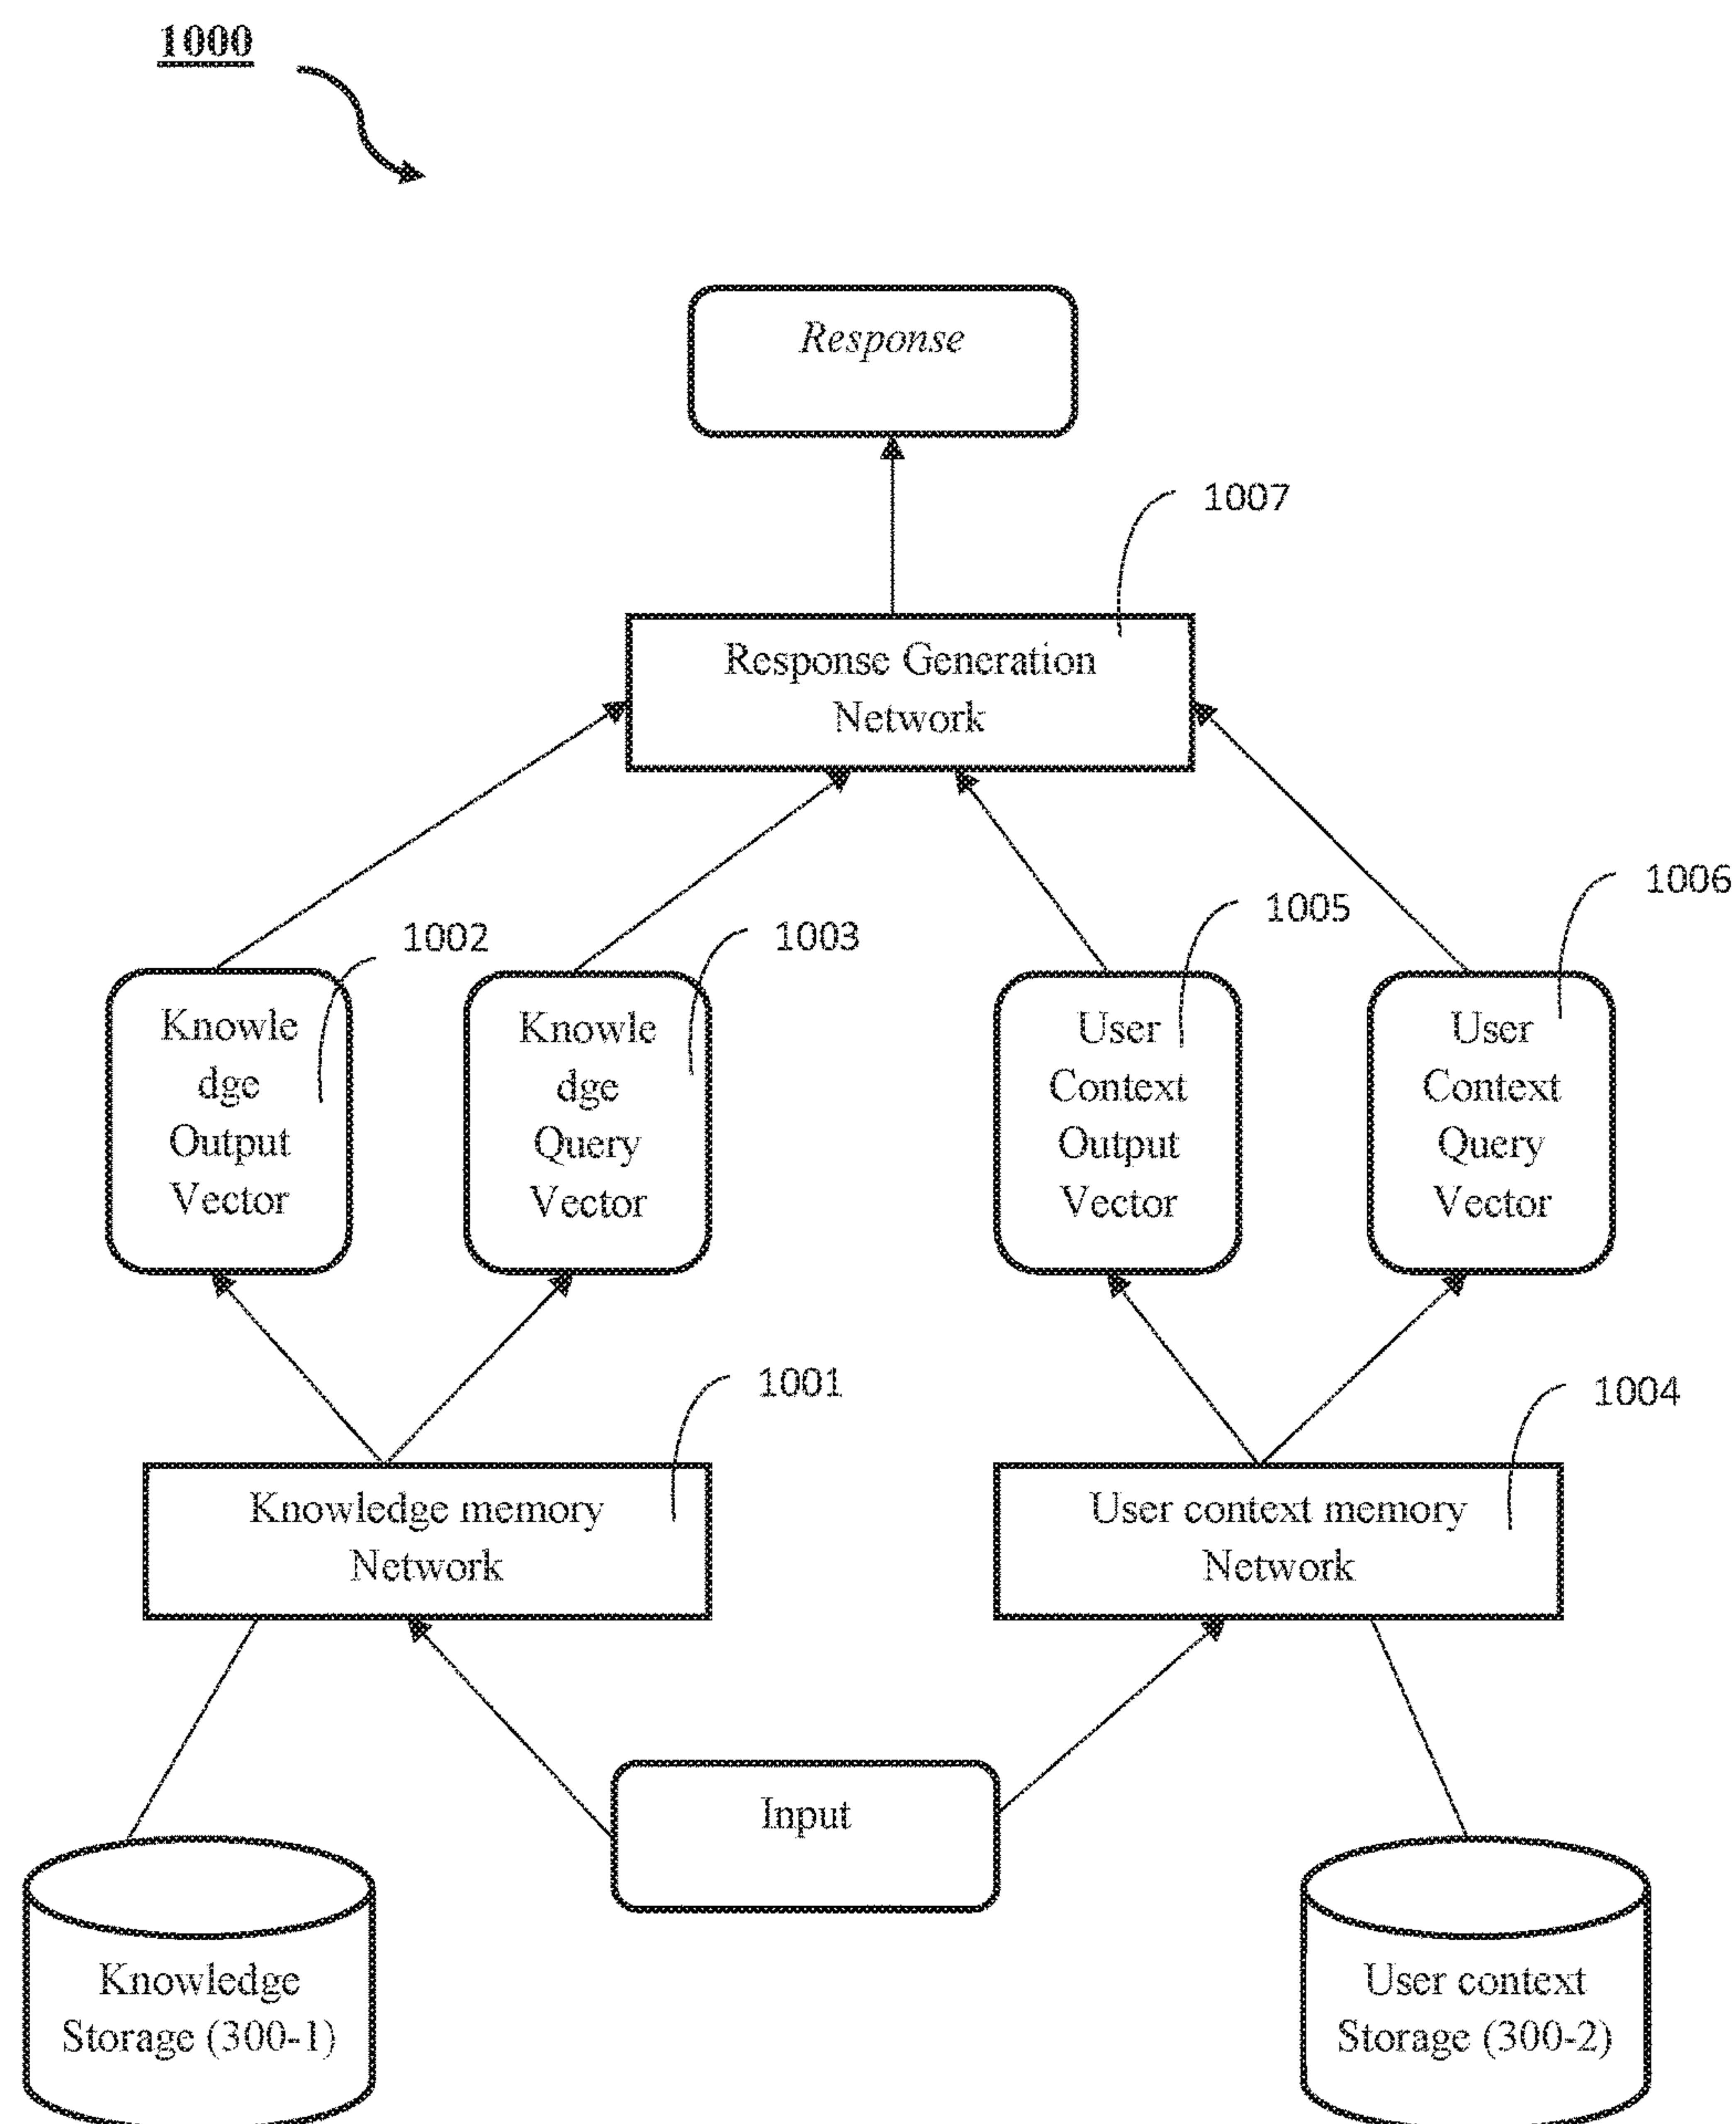 1000
Response
1007
Response Generation
Network
1006
1005
1002
1003
Knowle
dge
Output
Vector
Knowle
dge
Query
Vector
User
Context
Output
Vector
User
Context
Query
Vector
1001
1004
Knowledge memory
Network
User context memory
Network
Input
Knowledge
Storage (300-1)
User context
Storage (300-2)